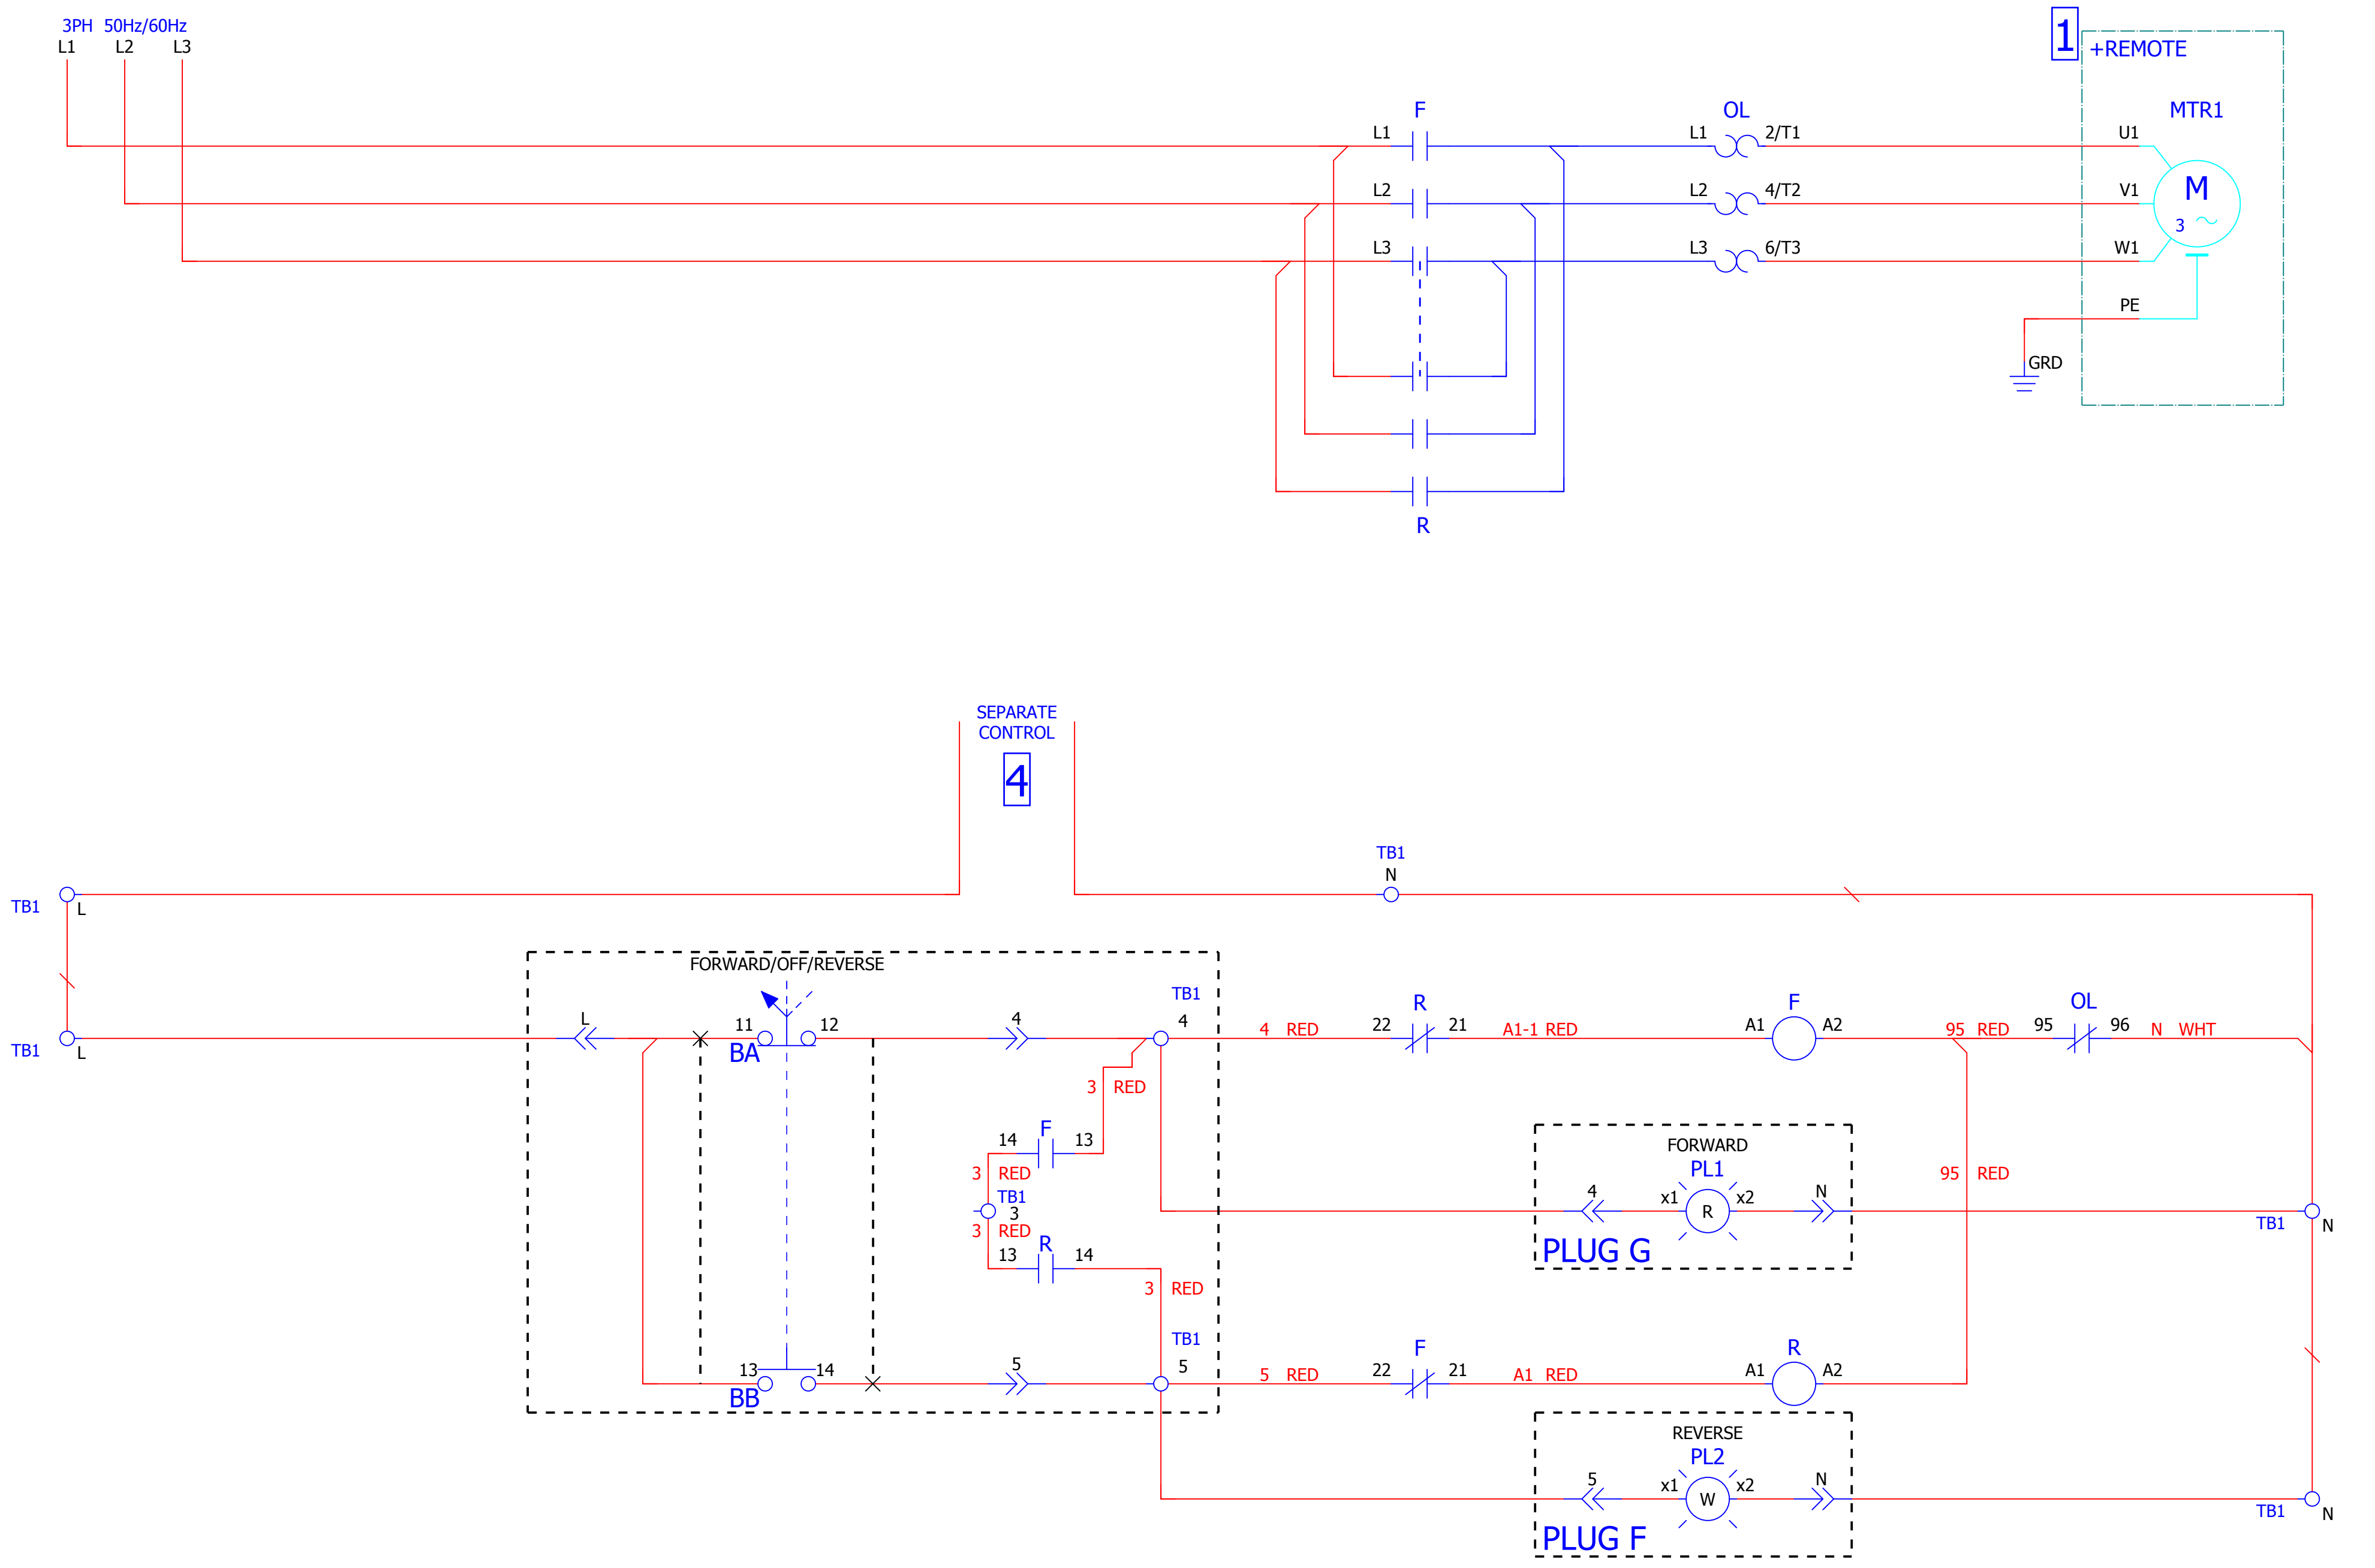 3PH 50Hz/60Hz
L1 L2 L3
1
+REMOTE
F OL MTR1
L1 L1 2/T1 U1
L2 L2 4/T2 V1
M
3
L3 L3 6/T3 W1
PE
GRD
R
SEPARATE
CONTROL
4
TB1
N
TB1 L
FORWARD/OFF/REVERSE
TB1
4
L 11 12 4
BA
TB1 L
4 RED 22 R 21 A1-1 RED A1 F A2 95 RED 95 OL 96 N WHT
3 RED
F
14 13
3 RED
TB1
3
3 RED
R
13 14
3 RED
FORWARD
PL1
4 x1 R x2 N
PLUG G
95 RED
TB1 N
TB1
5
13 14 5
BB
5 RED 22 F 21 A1 RED A1 R A2
REVERSE
PL2
5 x1 W x2 N
PLUG F
TB1 N